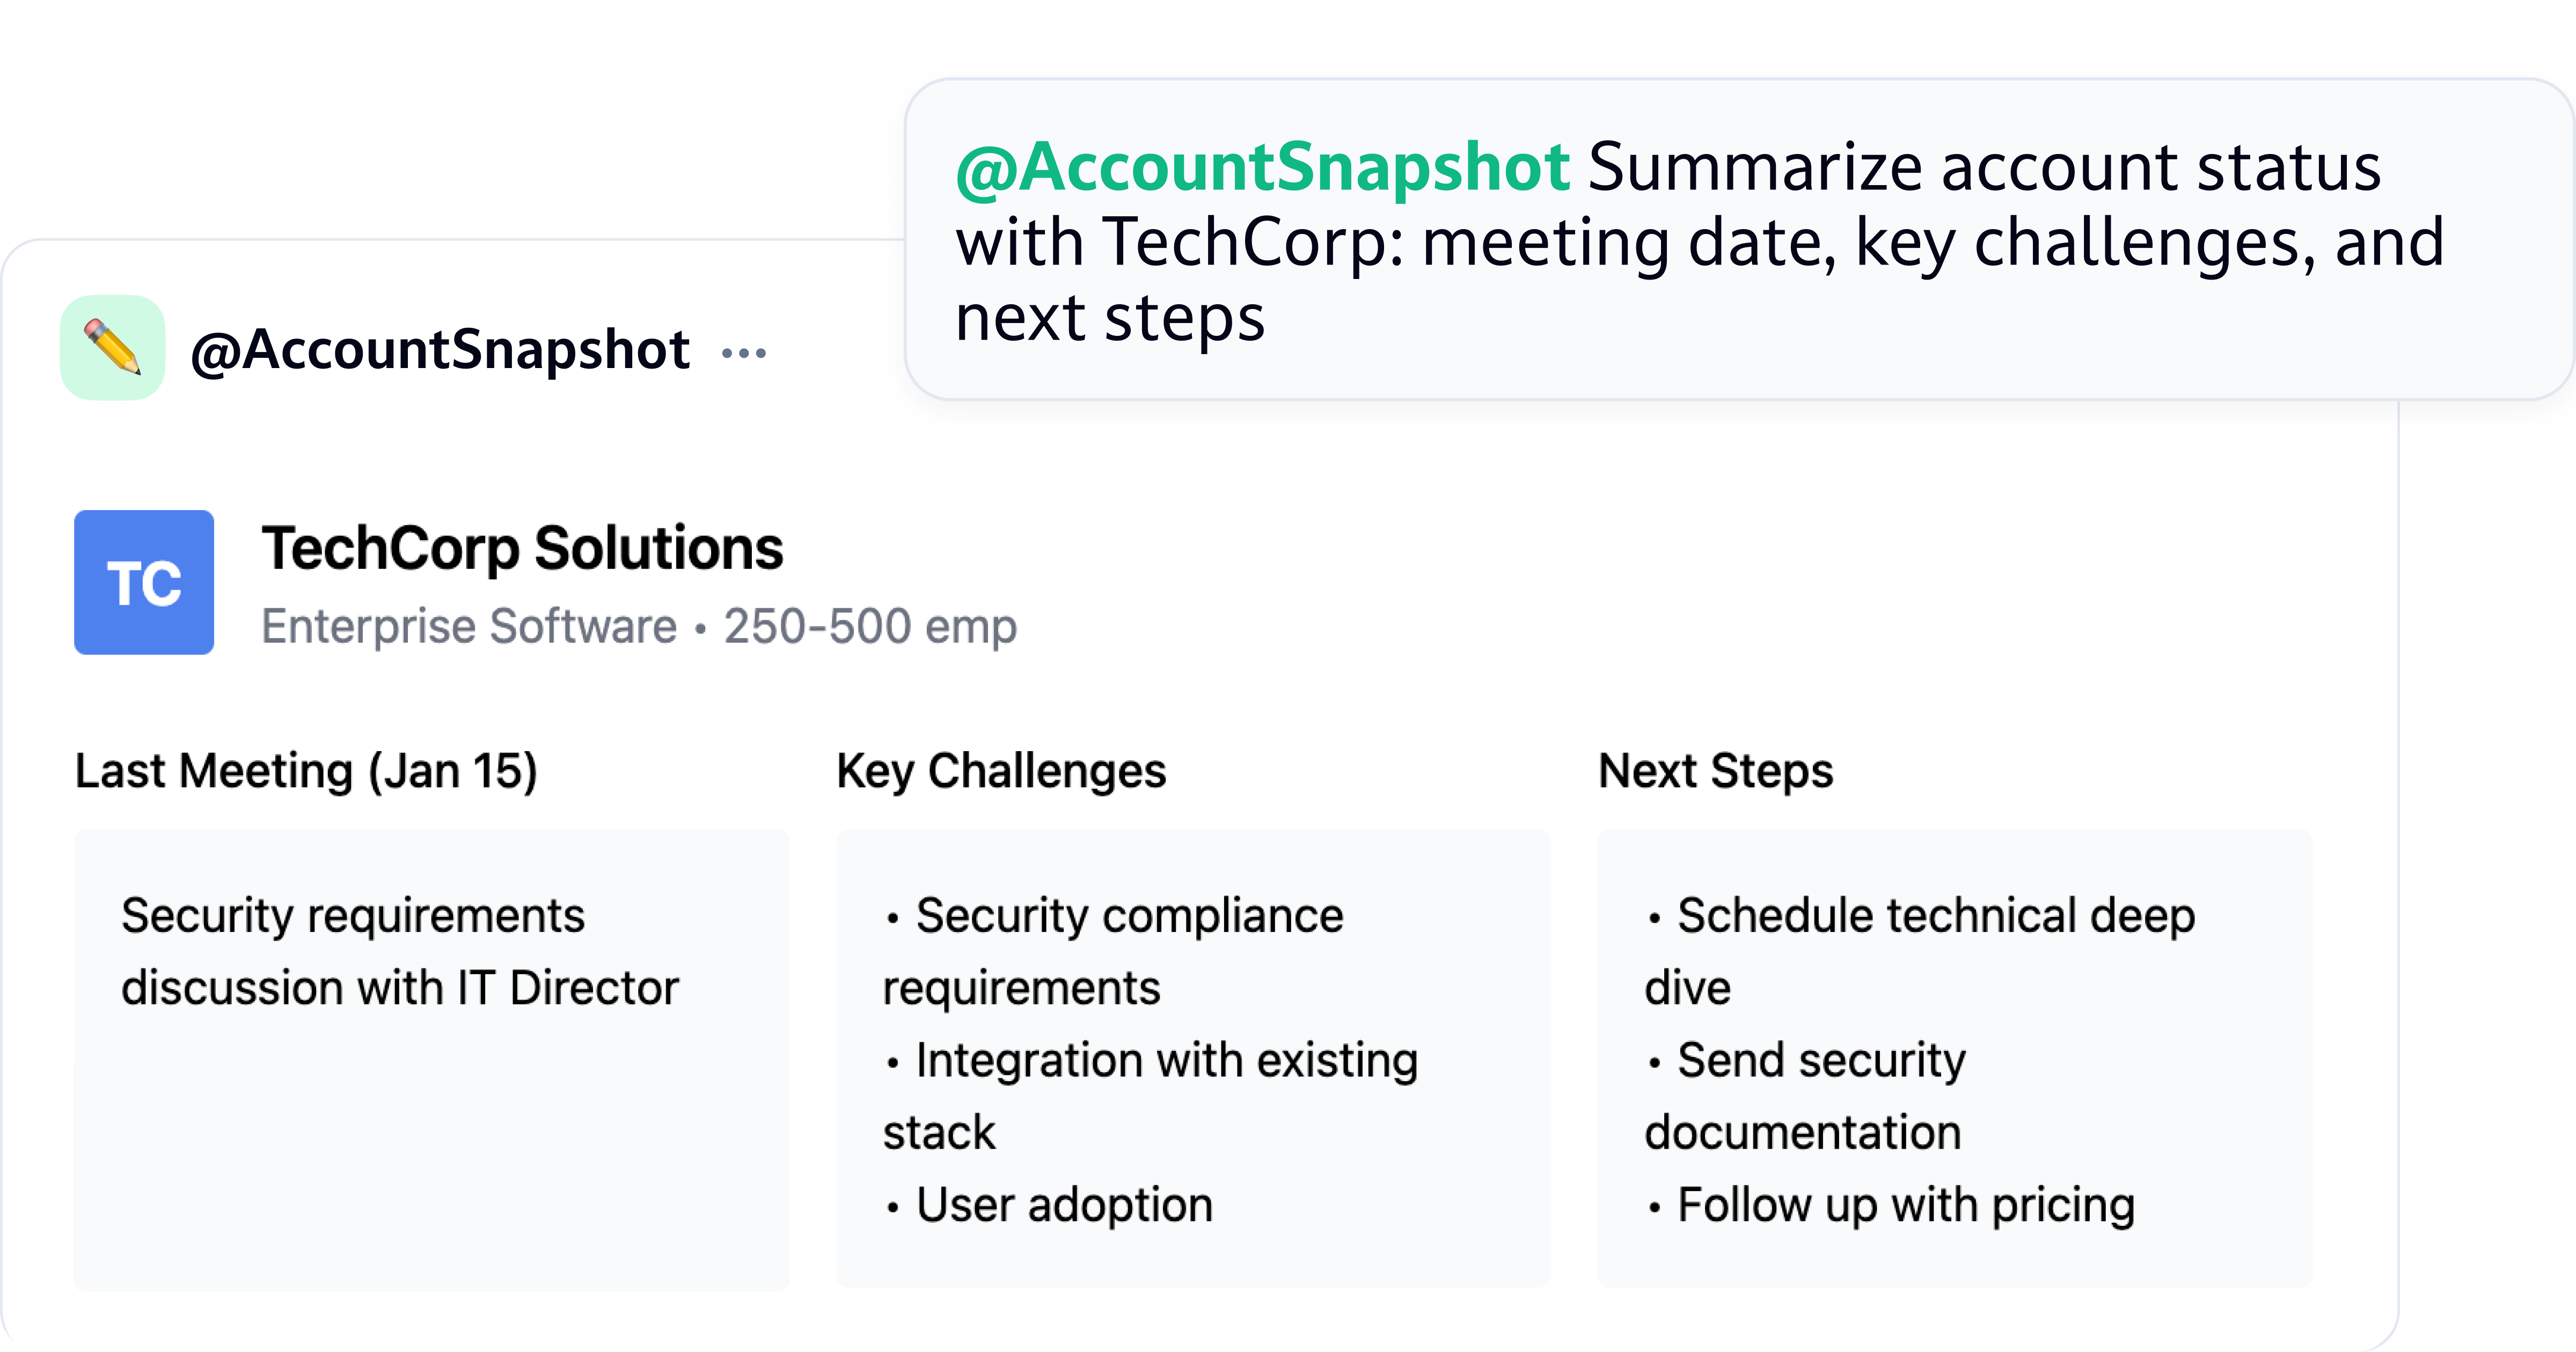 @AccountSnapshot Summarize account status
with TechCorp: meeting date, key challenges, and
next steps
@AccountSnapshot ...
TC
TechCorp Solutions
Enterprise Software • 250-500 emp
Last Meeting (Jan 15)
Security requirements
discussion with IT Director
Key Challenges
• Security compliance
requirements
• Integration with existing
stack
• User adoption
Next Steps
• Schedule technical deep
dive
• Send security
documentation
• Follow up with pricing